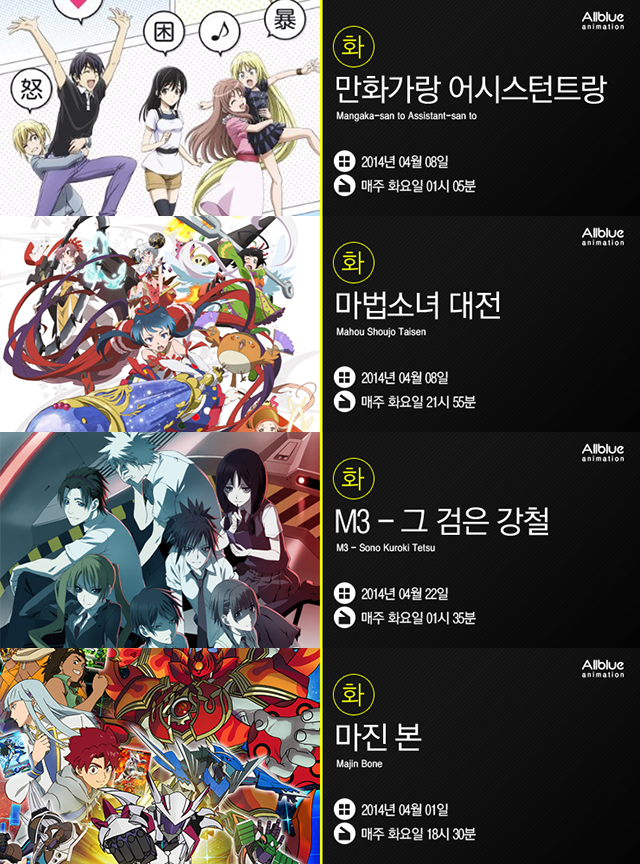 怒
困
♪
暴
Allblue
animation
화
만화가랑 어시스턴트랑
Mangaka-san to Assistant-san to
2014년 04월 08일
매주 화요일 01시 05분
Allblue
animation
화
마법소녀 대전
Mahou Shoujo Taisen
2014년 04월 08일
매주 화요일 21시 55분
Allblue
animation
화
M3 - 그 검은 강철
M3 - Sono Kuroki Tetsu
2014년 04월 22일
매주 화요일 01시 35분
Allblue
animation
화
마진 본
Majin Bone
2014년 04월 01일
매주 화요일 18시 30분